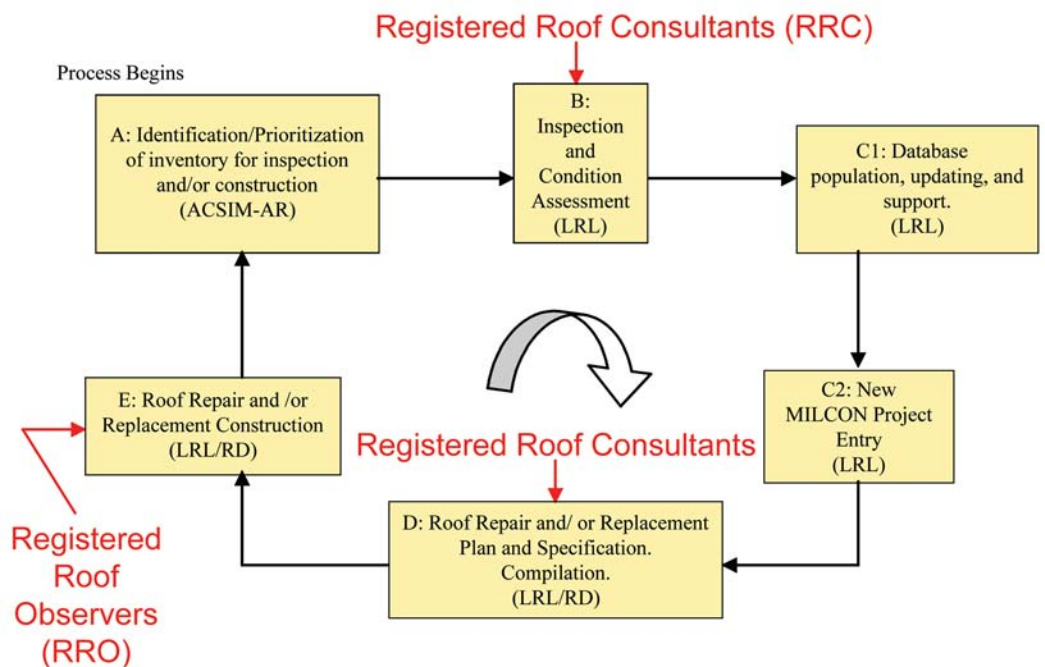 Registered Roof Consultants (RRC)
Process Begins
A: Identification/Prioritization
of inventory for inspection
and/or construction
(ACSIM-AR)
B:
Inspection
and
Condition
Assessment
(LRL)
C1: Database
population, updating, and
support.
(LRL)
C2: New
MILCON Project
Entry
(LRL)
Registered Roof Consultants
D: Roof Repair and/ or Replacement
Plan and Specification.
Compilation.
(LRL/RD)
E: Roof Repair and /or
Replacement Construction
(LRL/RD)
Registered
Roof
Observers
(RRO)